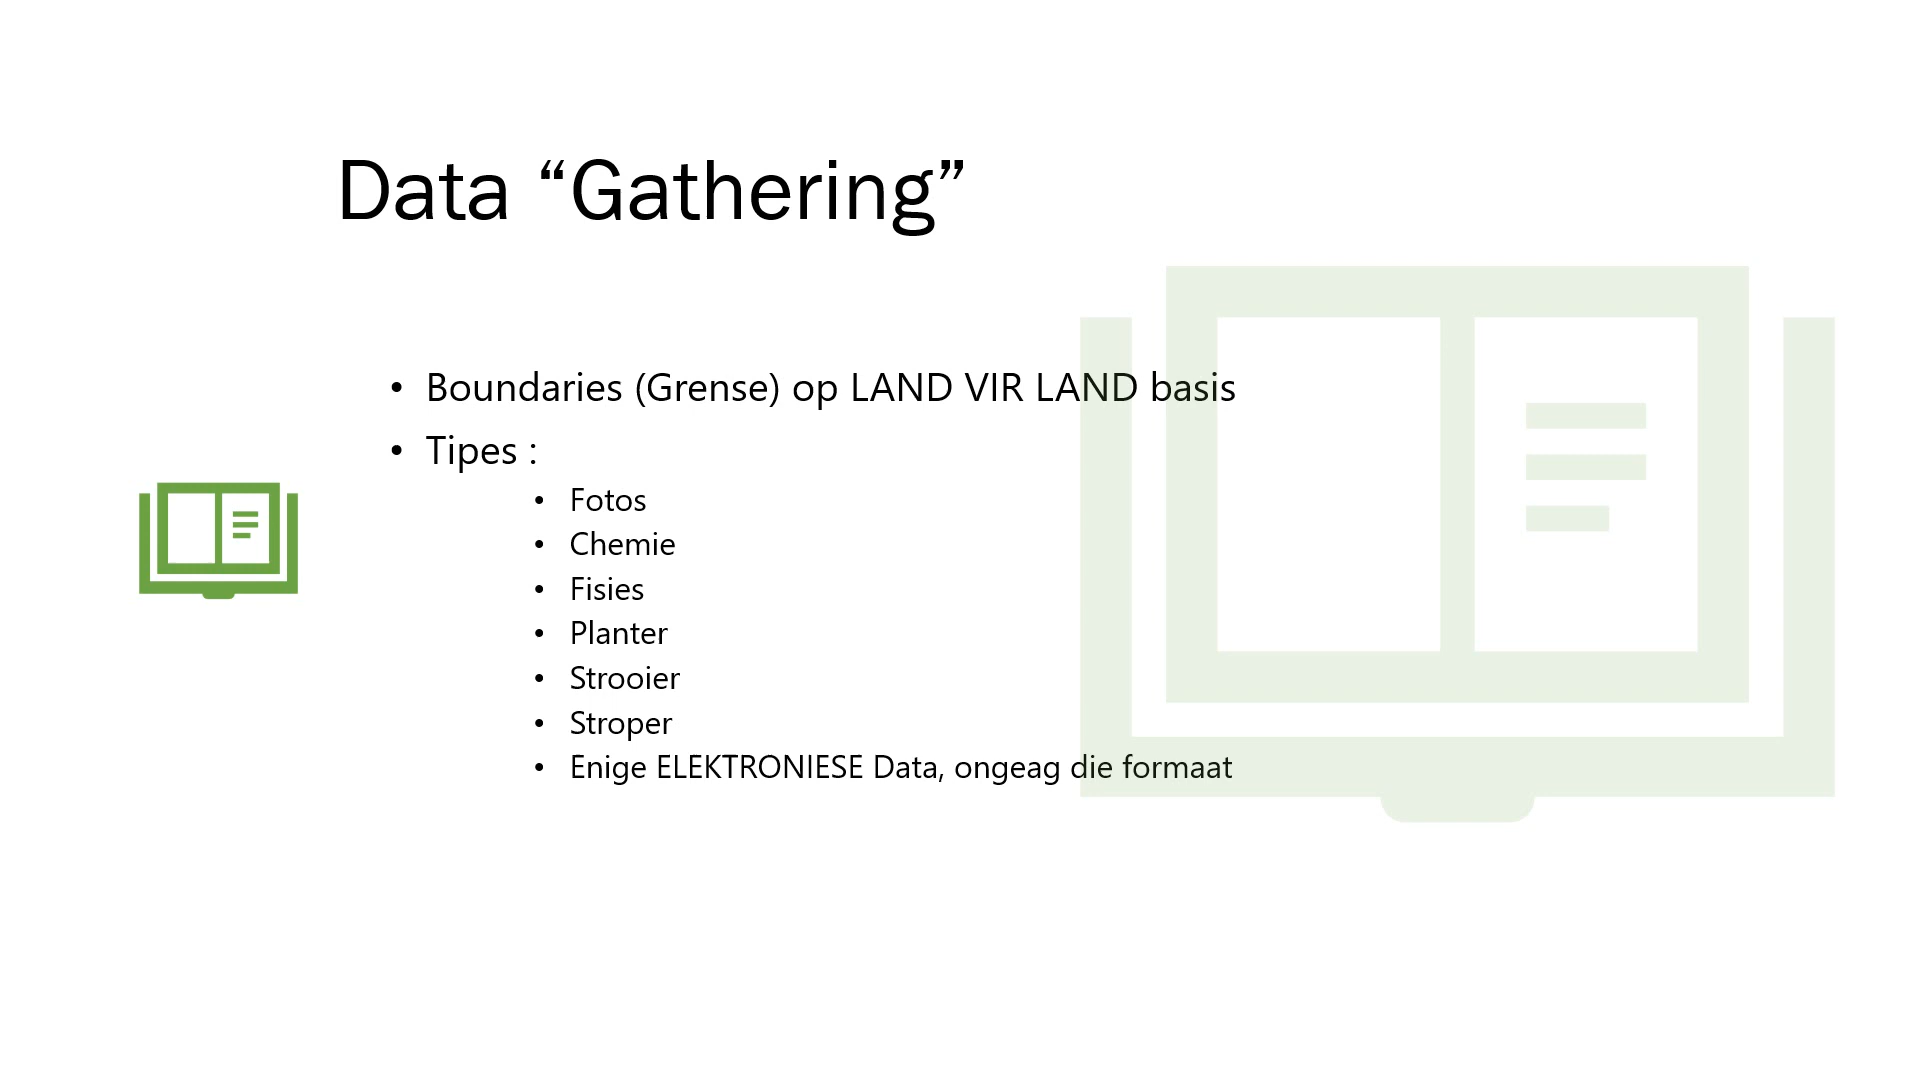 Data “Gathering”
• Boundaries (Grense) op LAND VIR LAND basis
• Tipes :
• Fotos
• Chemie
• Fisies
• Planter
• Strooier
• Stroper
• Enige ELEKTRONIESE Data, ongeag die formaat